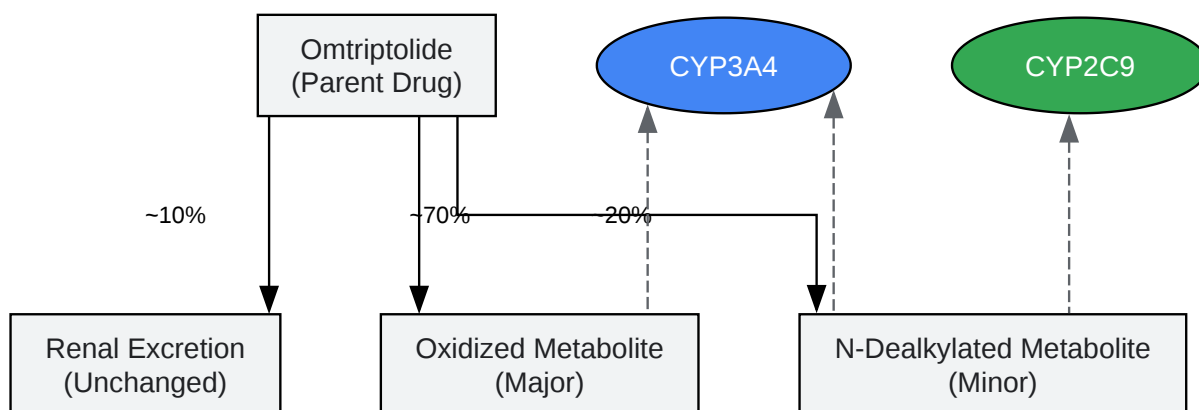 Omtriptolide
(Parent Drug)
CYP3A4
CYP2C9
~10%
~70%
~20%
Renal Excretion
(Unchanged)
Oxidized Metabolite
(Major)
N-Dealkylated Metabolite
(Minor)